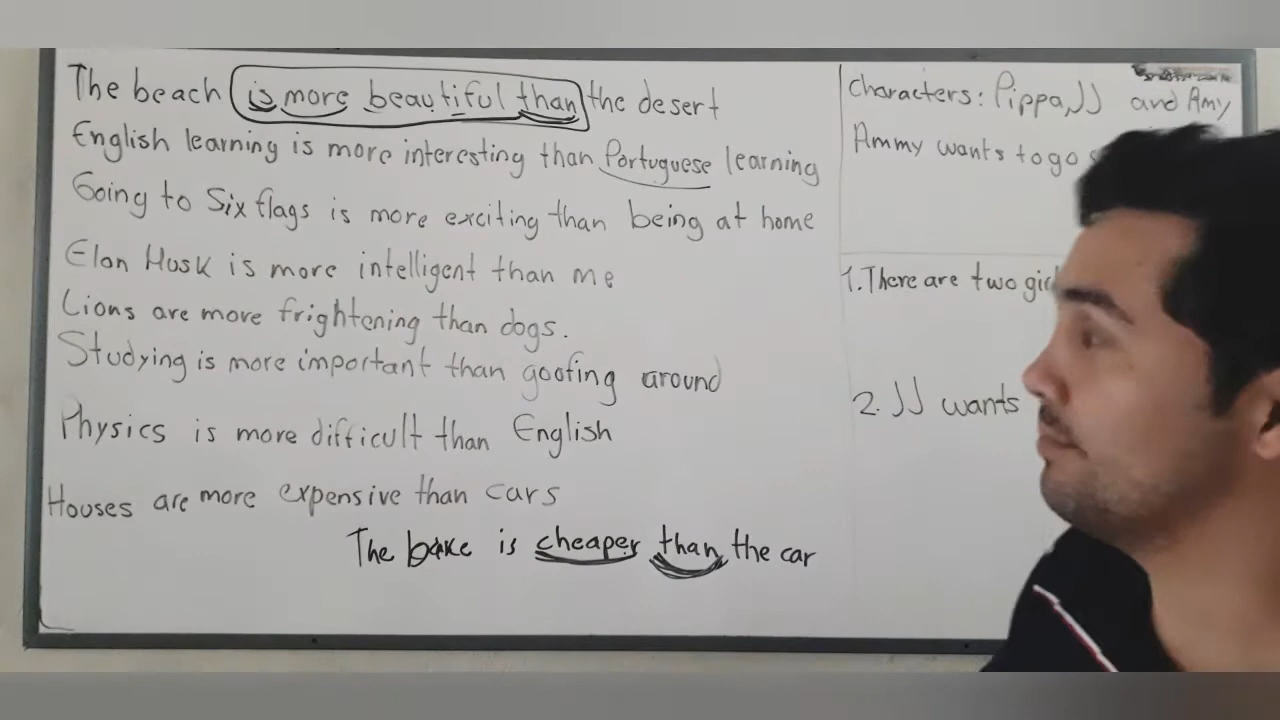 The beach is more beautiful than the desert
English learning is more interesting than Portuguese learning
Going to Six flags is more exciting than being at home
Elon Husk is more intelligent than me
Lions are more frightening than dogs.
Studying is more important than goofing around
Physics is more difficult than English
Houses are more expensive than cars
The bake is cheaper than the car
Characters: Pippa, JJ and Amy
Ammy wants to go
1. There are two
2. JJ wants